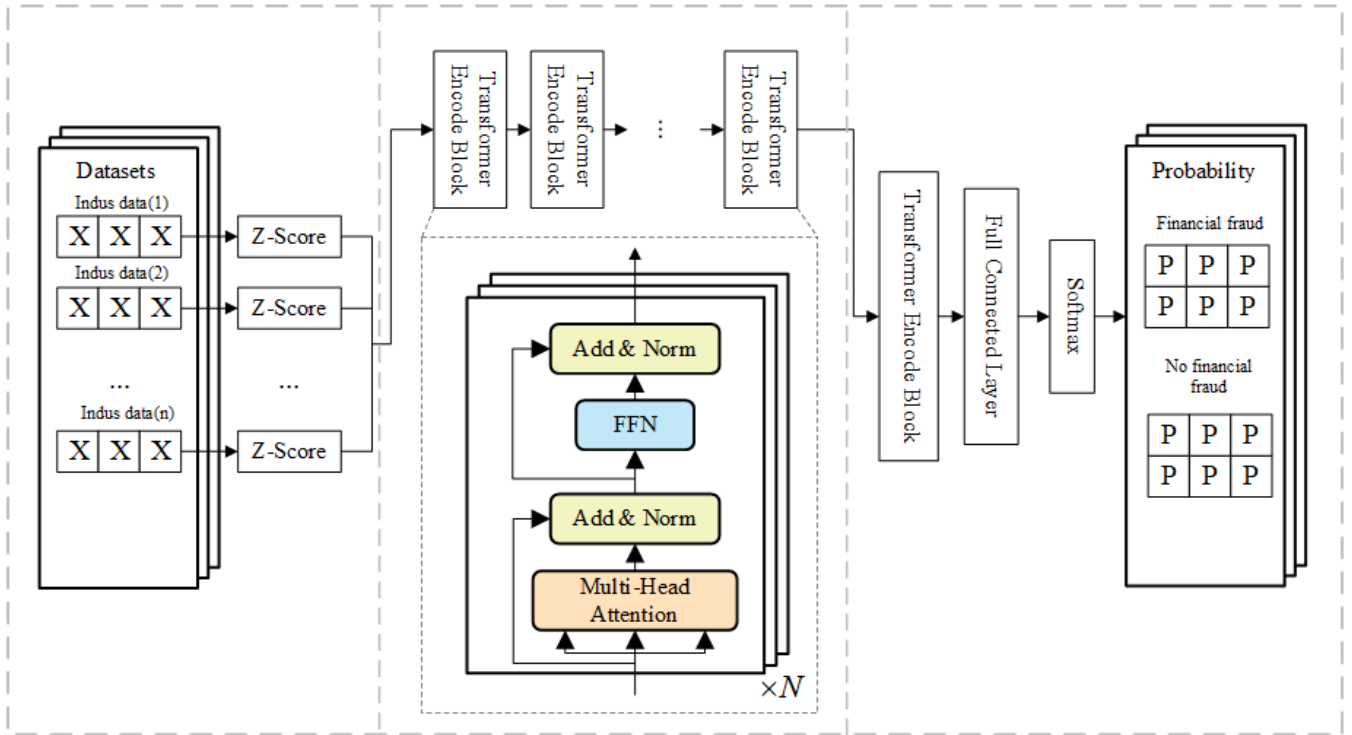 Datasets
Indus data(1)
X X X
Z-Score
Indus data(2)
X X X
Z-Score
...
...
Indus data(n)
X X X
Z-Score
Transformer
Encode Block
Transformer
Encode Block
...
Transformer
Encode Block
Add & Norm
FFN
Add & Norm
Multi-Head
Attention
×N
Transformer Encode Block
Full Connected Layer
Softmax
Probability
Financial fraud
P P P
P P P
No financial
fraud
P P P
P P P